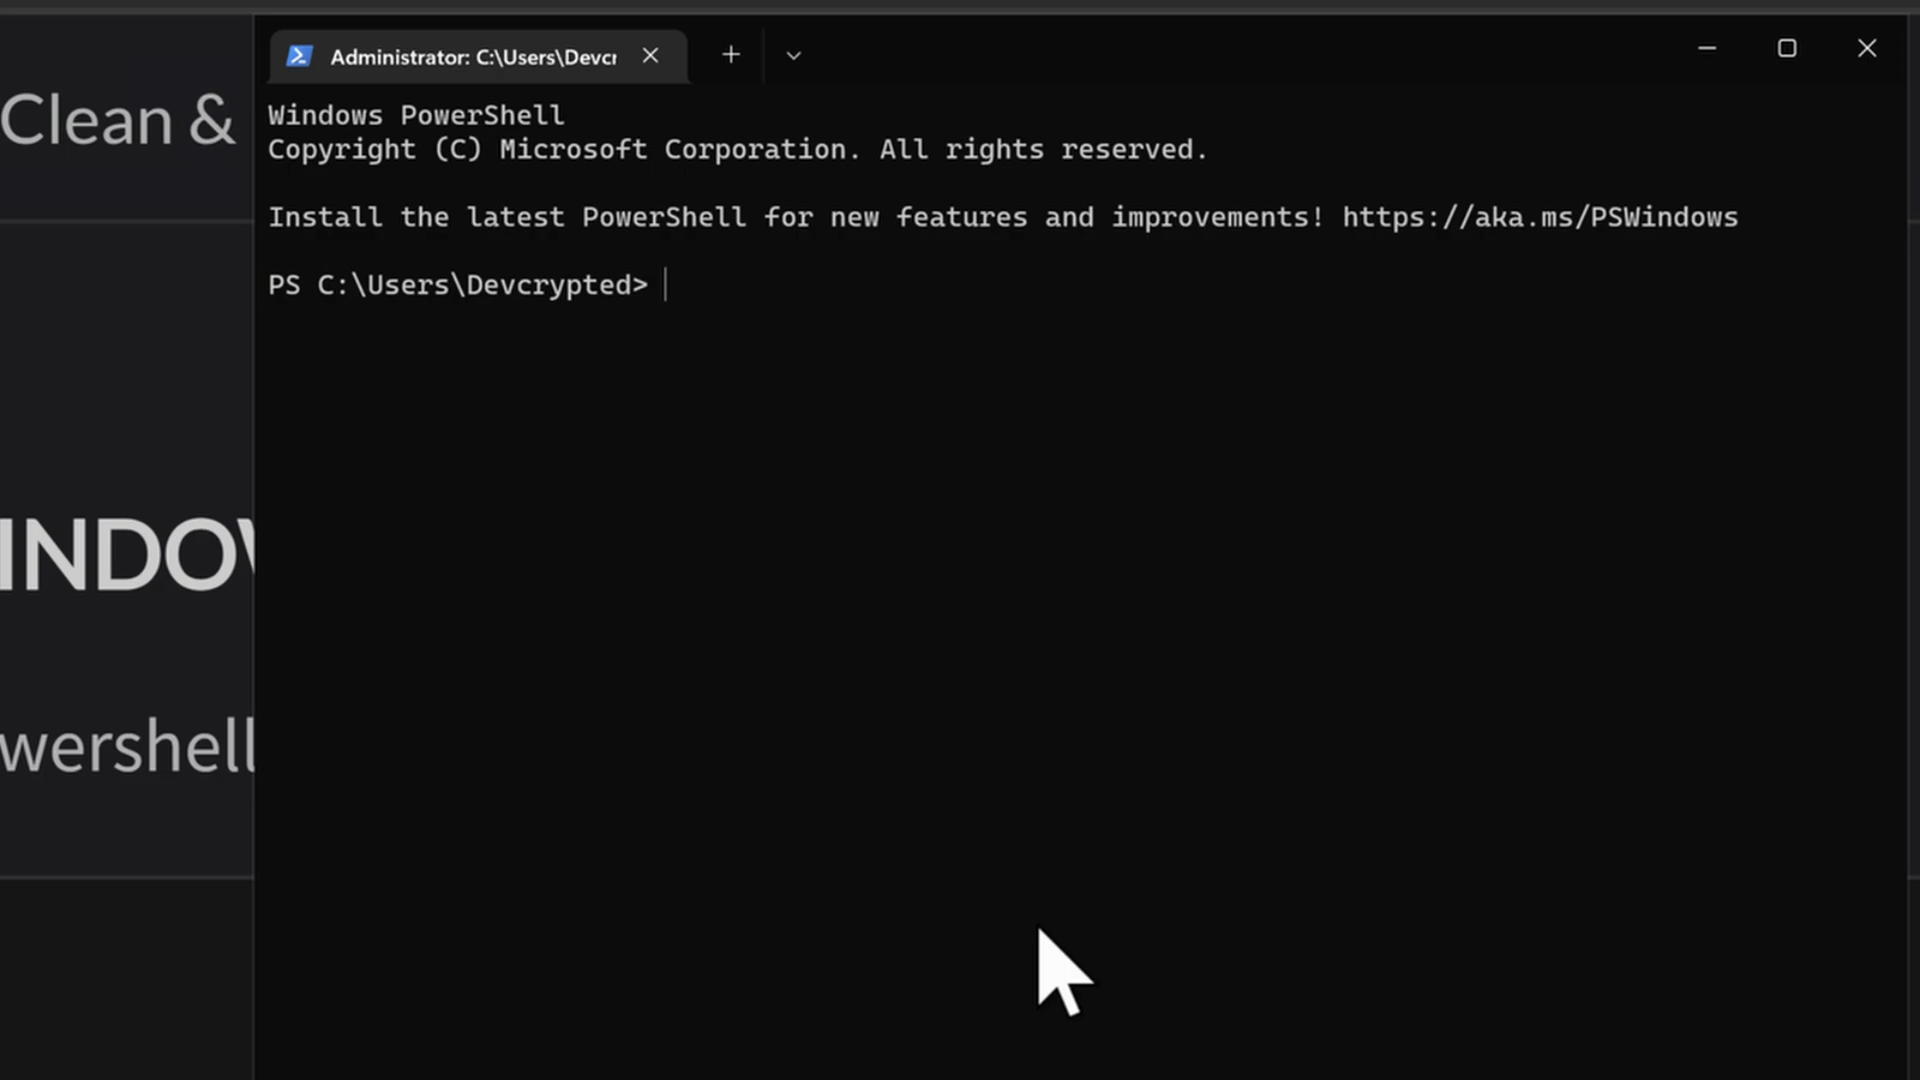 Clean &
INDOW
wershell
Administrator: C:\Users\Devcr
Windows PowerShell
Copyright (C) Microsoft Corporation. All rights reserved.
Install the latest PowerShell for new features and improvements! https://aka.ms/PSWindows
PS C:\Users\Devcrypted>